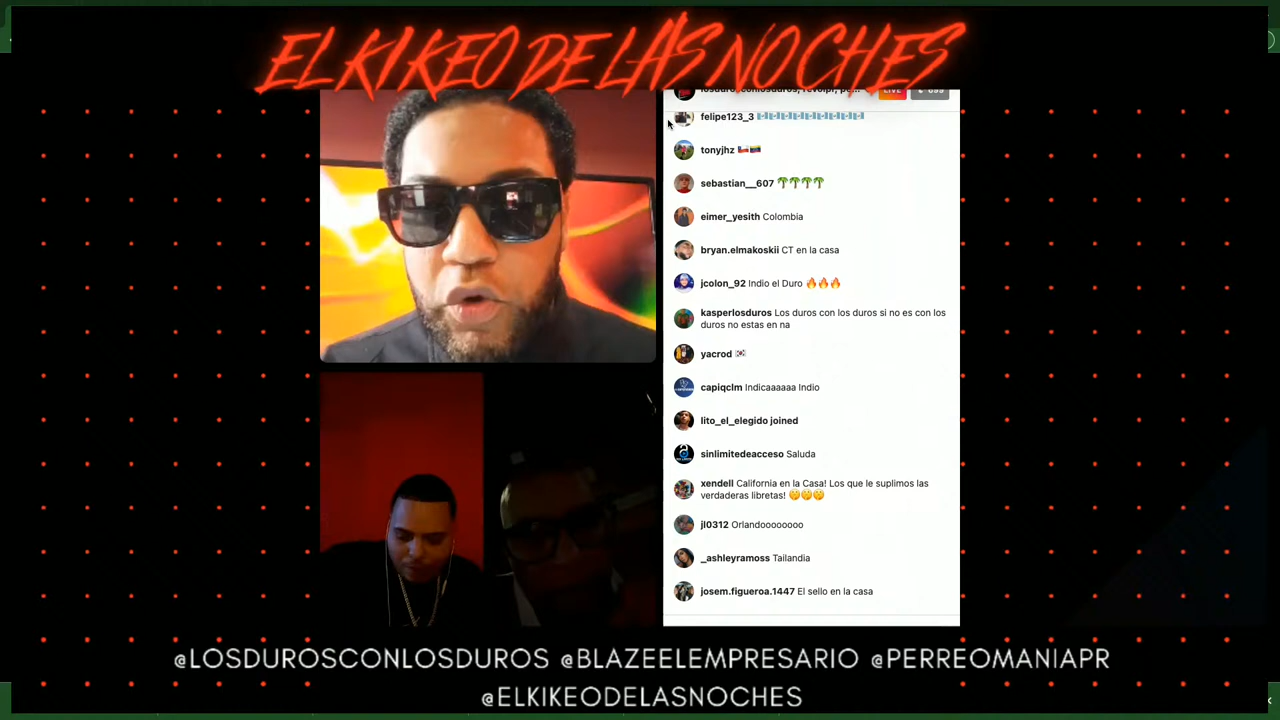 EL KIKEO DE LAS NOCHES
LIVE
felipe123_3
tonyjhz
sebastian__607
eimer_yesith Colombia
bryan.elmakoskii CT en la casa
jcolon_92 Indio el Duro
kasperlosduros Los duros con los duros si no es con los
duros no estas en na
yacrod
capiqclm Indicaaaaaa Indio
lito_el_elegido joined
sinlimitedeacceso Saluda
xendell California en la Casa! Los que le suplimos las
verdaderas libretas!
jl0312 Orlandoooooooo
_ashleyramoss Tailandia
josem.figueroa.1447 El sello en la casa
@LOSDUROSCONLOSDUROS @BLAZEELEMPRESARIO @PERREOMANIAPR
@ELKIKEODELASNOCHES